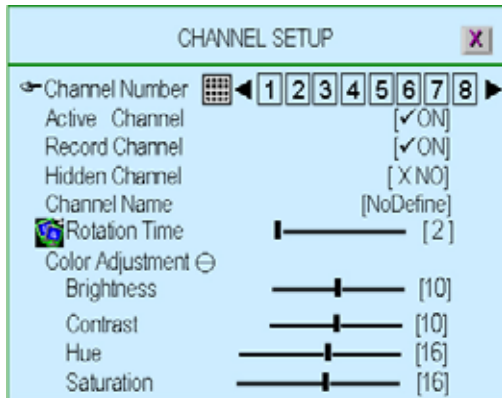 CHANNEL SETUP X
Channel Number 1 2 3 4 5 6 7 8
Active Channel [✓ON]
Record Channel [✓ON]
Hidden Channel [X NO]
Channel Name [NoDefine]
Rotation Time [2]
Color Adjustment
Brightness [10]
Contrast [10]
Hue [16]
Saturation [16]